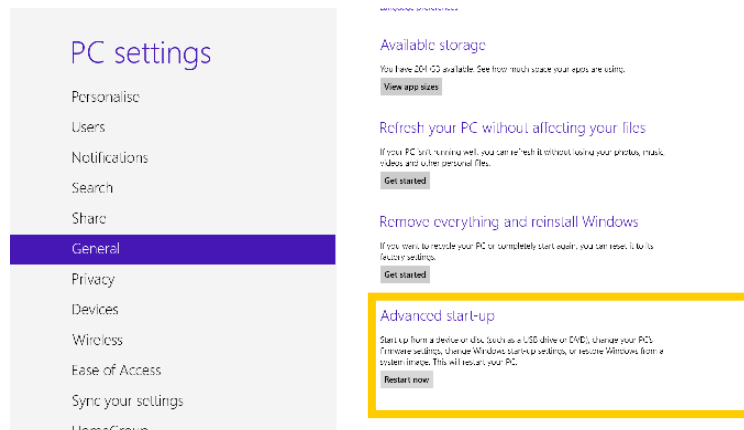 PC settings
Personalise
Users
Notifications
Search
Share
General
Privacy
Devices
Wireless
Ease of Access
Sync your settings
HomeGroup
Language preferences
Available storage
You have 204 GB available. See how much space your apps are using.
View app sizes
Refresh your PC without affecting your files
If your PC isn't running well, you can refresh it without losing your photos, music,
videos and other personal files.
Get started
Remove everything and reinstall Windows
If you want to recycle your PC or completely start again, you can reset it to its
factory settings.
Get started
Advanced start-up
Start up from a device or disc (such as a USB drive or DVD), change your PC's
firmware settings, change Windows start-up settings, or restore Windows from a
system image. This will restart your PC.
Restart now